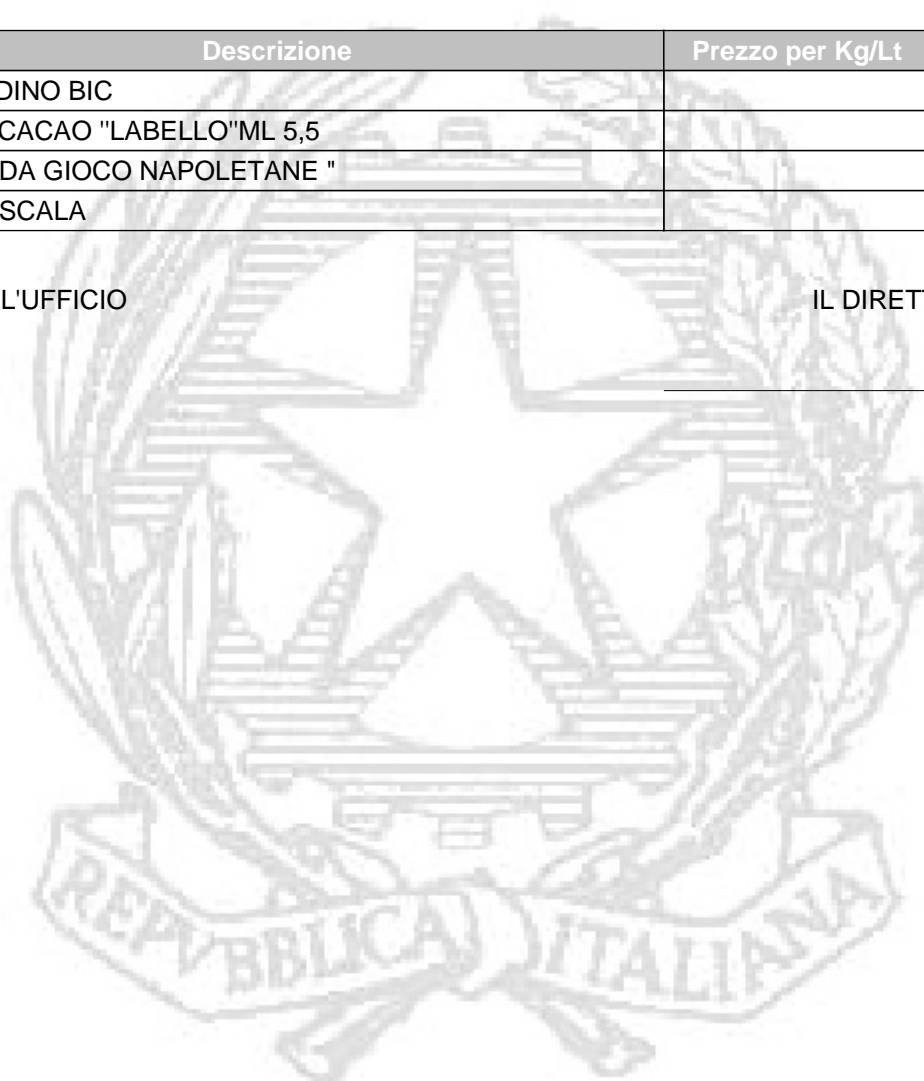 Descrizione Prezzo per Kg/Lt
DINO BIC
CACAO "LABELLO"ML 5,5
DA GIOCO NAPOLETANE "
SCALA
L'UFFICIO IL DIRETT
REPVBBLICA ITALIANA